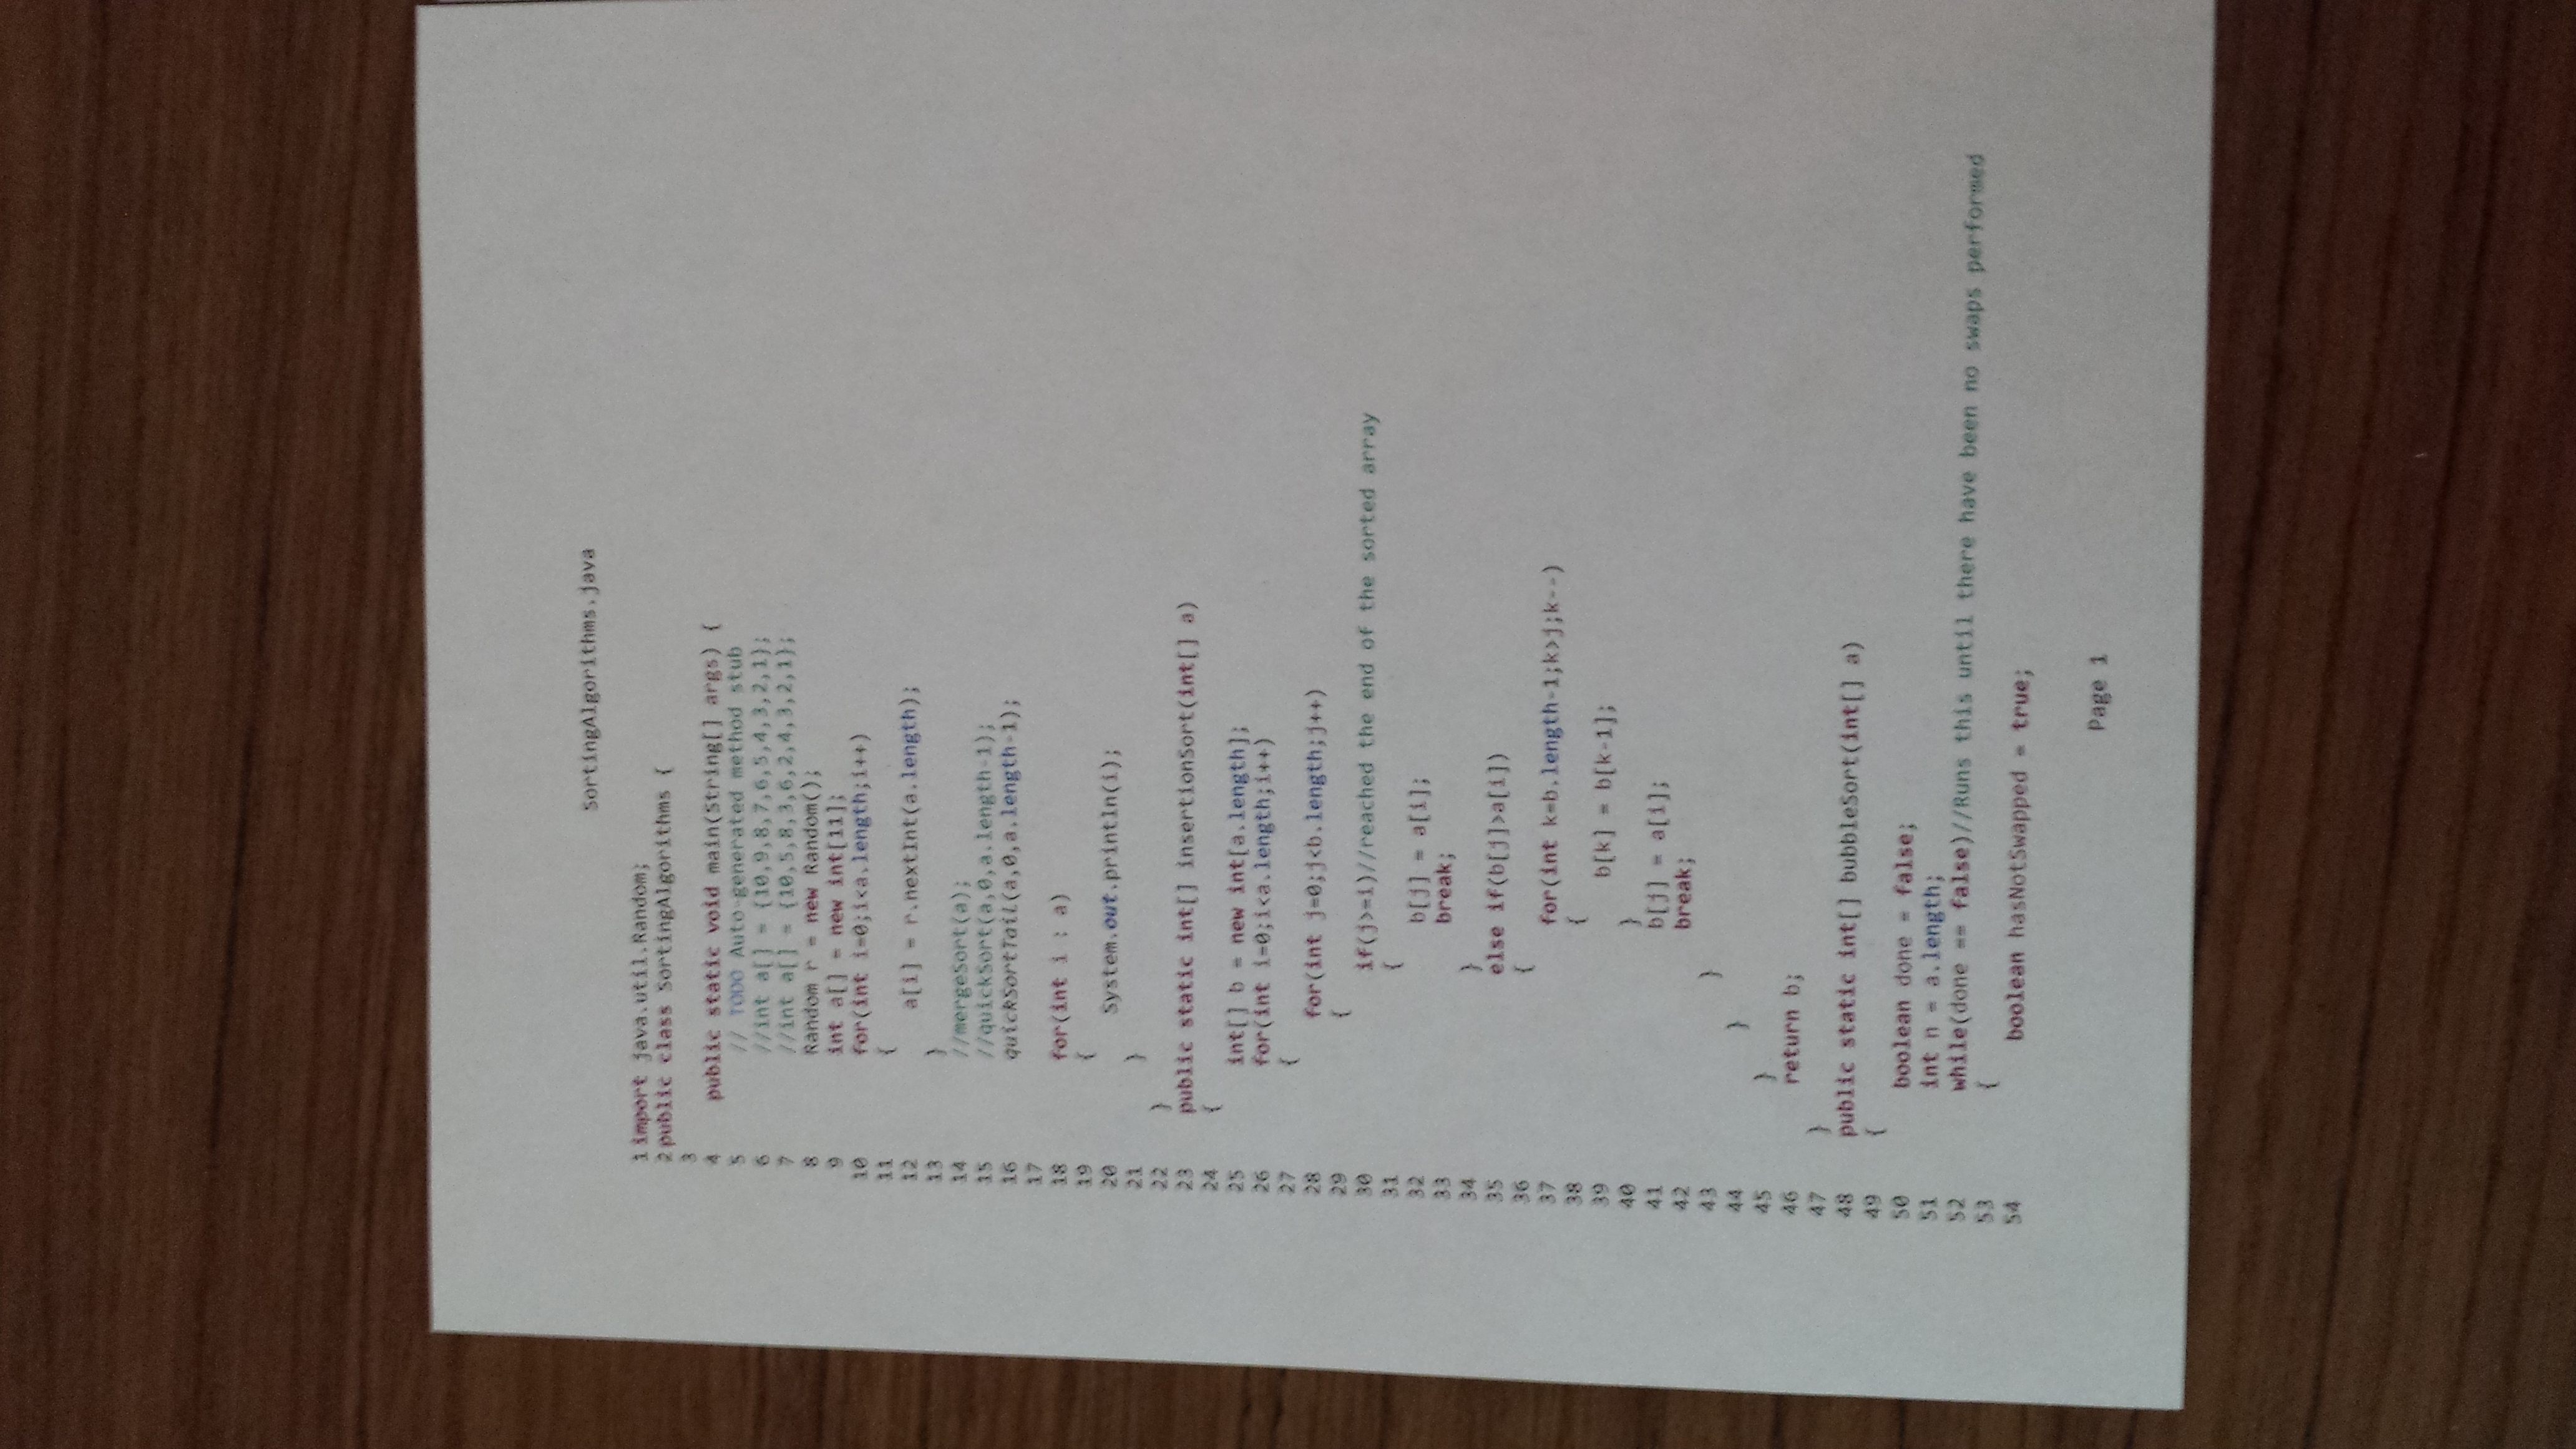 SortingAlgorithms.java
1 import java.util.Random;
2 public class SortingAlgorithms {
3
4     public static void main(String[] args) {
5         // TODO Auto-generated method stub
6         //int a[] = {10,9,8,7,6,5,4,3,2,1};
7         //int a[] = {10,5,8,3,6,2,4,3,2,1};
8         Random r = new Random();
9         int a[] = new int[11];
10         for(int i=0;i<a.length;i++)
11         {
12             a[i] = r.nextInt(a.length);
13         }
14         //mergeSort(a);
15         //quickSort(a,0,a.length-1);
16         quickSortTail(a,0,a.length-1);
17
18         for(int i : a)
19         {
20             System.out.println(i);
21         }
22     }
23     public static int[] insertionSort(int[] a)
24     {
25         int[] b = new int[a.length];
26         for(int i=0;i<a.length;i++)
27         {
28             for(int j=0;j<b.length;j++)
29             {
30                 if(j>=i)//reached the end of the sorted array
31                 {
32                     b[j] = a[i];
33                     break;
34                 }
35                 else if(b[j]>a[i])
36                 {
37                     for(int k=b.length-1;k>j;k--)
38                     {
39                         b[k] = b[k-1];
40                     }
41                     b[j] = a[i];
42                     break;
43                 }
44             }
45         }
46         return b;
47     }
48     public static int[] bubbleSort(int[] a)
49     {
50         boolean done = false;
51         int n = a.length;
52         while(done == false)//Runs this until there have been no swaps performed
53         {
54             boolean hasNotSwapped = true;
Page 1